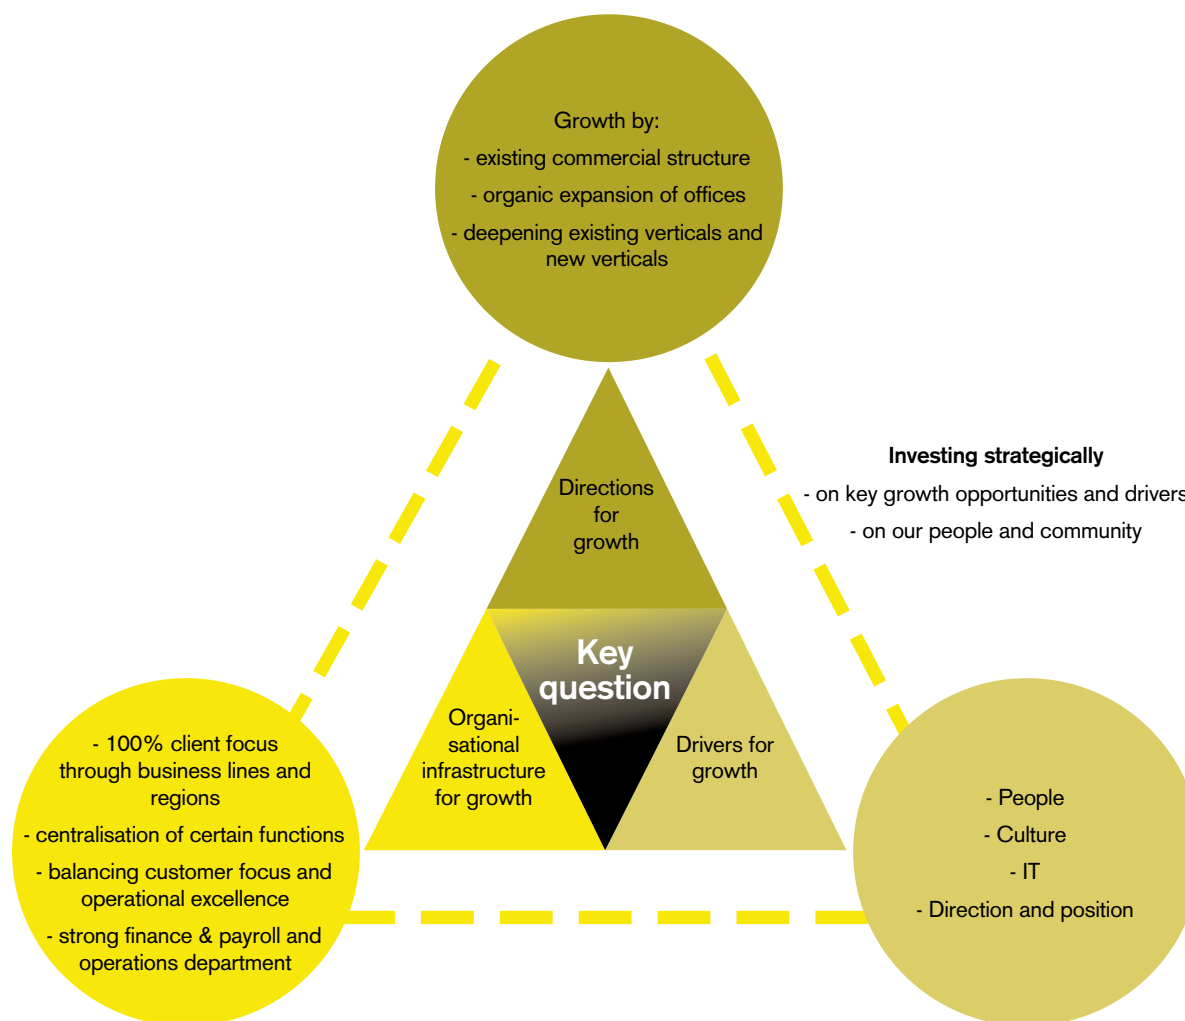 Growth by:
- existing commercial structure
- organic expansion of offices
- deepening existing verticals and
new verticals
Investing strategically
- on key growth opportunities and drivers
- on our people and community
Directions
for
growth
Key
question
Organi-
sational
infrastructure
for growth
Drivers for
growth
- 100% client focus
through business lines and
regions
- centralisation of certain functions
- balancing customer focus and
operational excellence
- strong finance & payroll and
operations department
- People
- Culture
- IT
- Direction and position